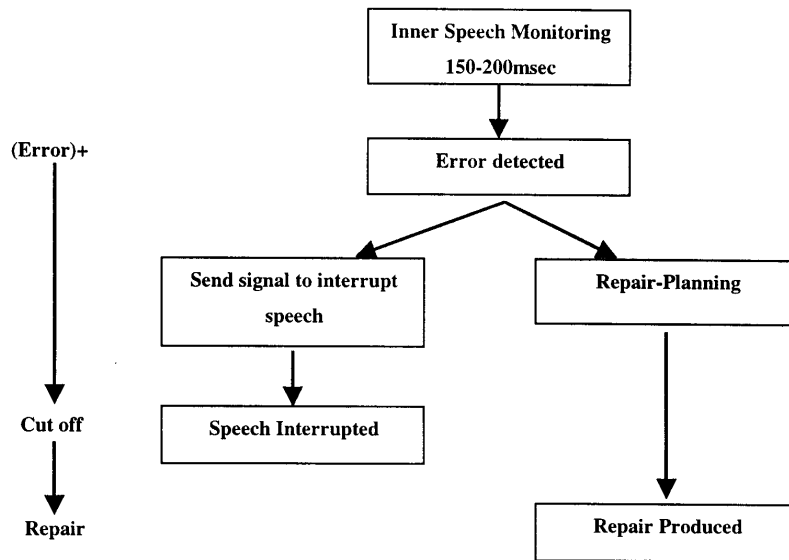 Inner Speech Monitoring
150-200msec
(Error)+
Error detected
Send signal to interrupt
speech
Repair-Planning
Cut off
Speech Interrupted
Repair
Repair Produced